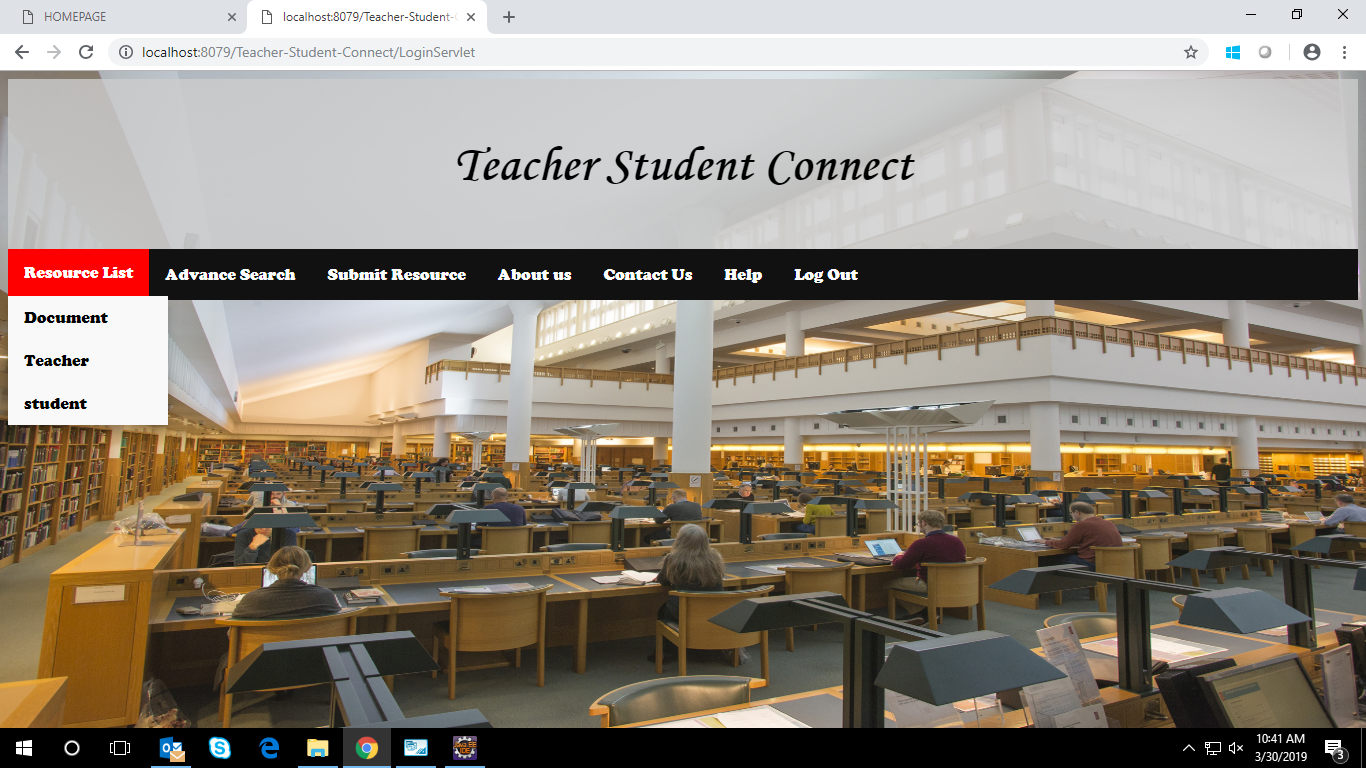 HOMEPAGE
localhost:8079/Teacher-Student-C
localhost:8079/Teacher-Student-Connect/LoginServlet
Teacher Student Connect
Resource List Advance Search Submit Resource About us Contact Us Help Log Out
Document
Teacher
student
10:41 AM
3/30/2019
3